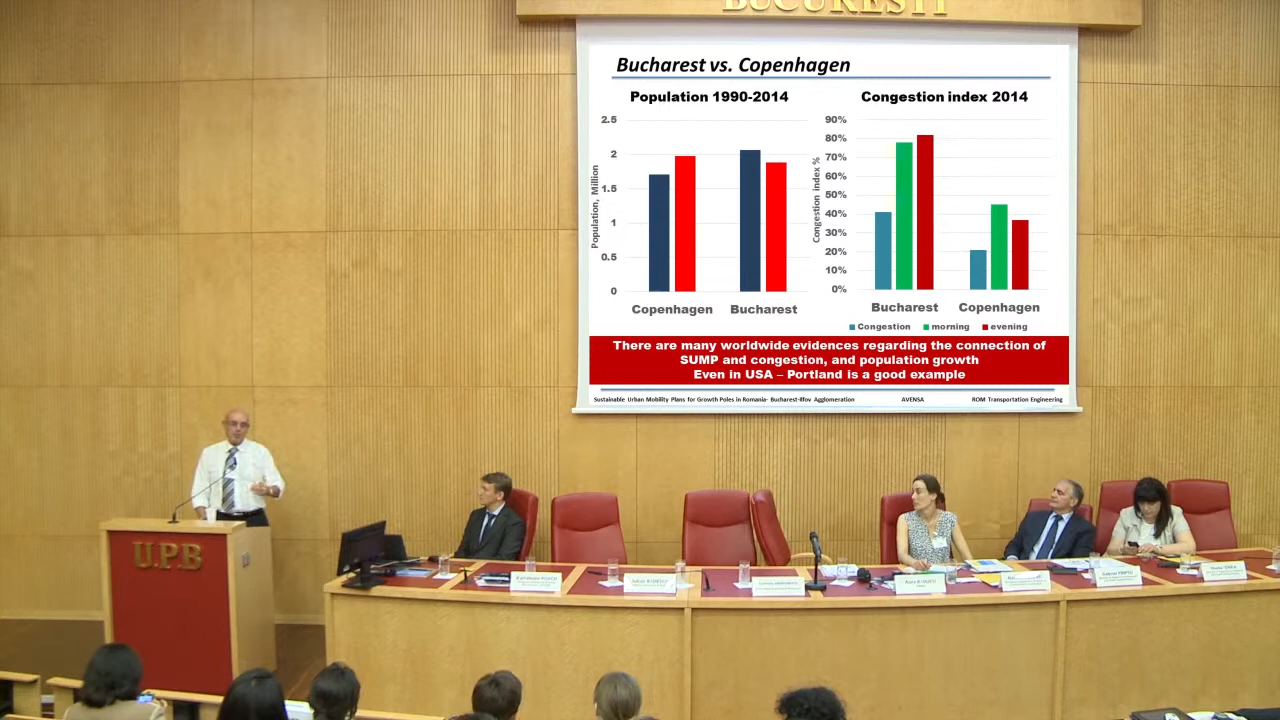 BUCUREȘTI
Bucharest vs. Copenhagen
Population 1990-2014
Population, Million
2.5
2
1.5
1
0.5
0
Copenhagen
Bucharest
Congestion index 2014
Congestion index %
90%
80%
70%
60%
50%
40%
30%
20%
10%
0%
Bucharest
Copenhagen
Congestion
morning
evening
There are many worldwide evidences regarding the connection of
SUMP and congestion, and population growth
Even in USA – Portland is a good example
Sustainable Urban Mobility Plans for Growth Poles in Romania- Bucharest-Ilfov Agglomeration
AVENSA
ROM Transportation Engineering
U.P.B